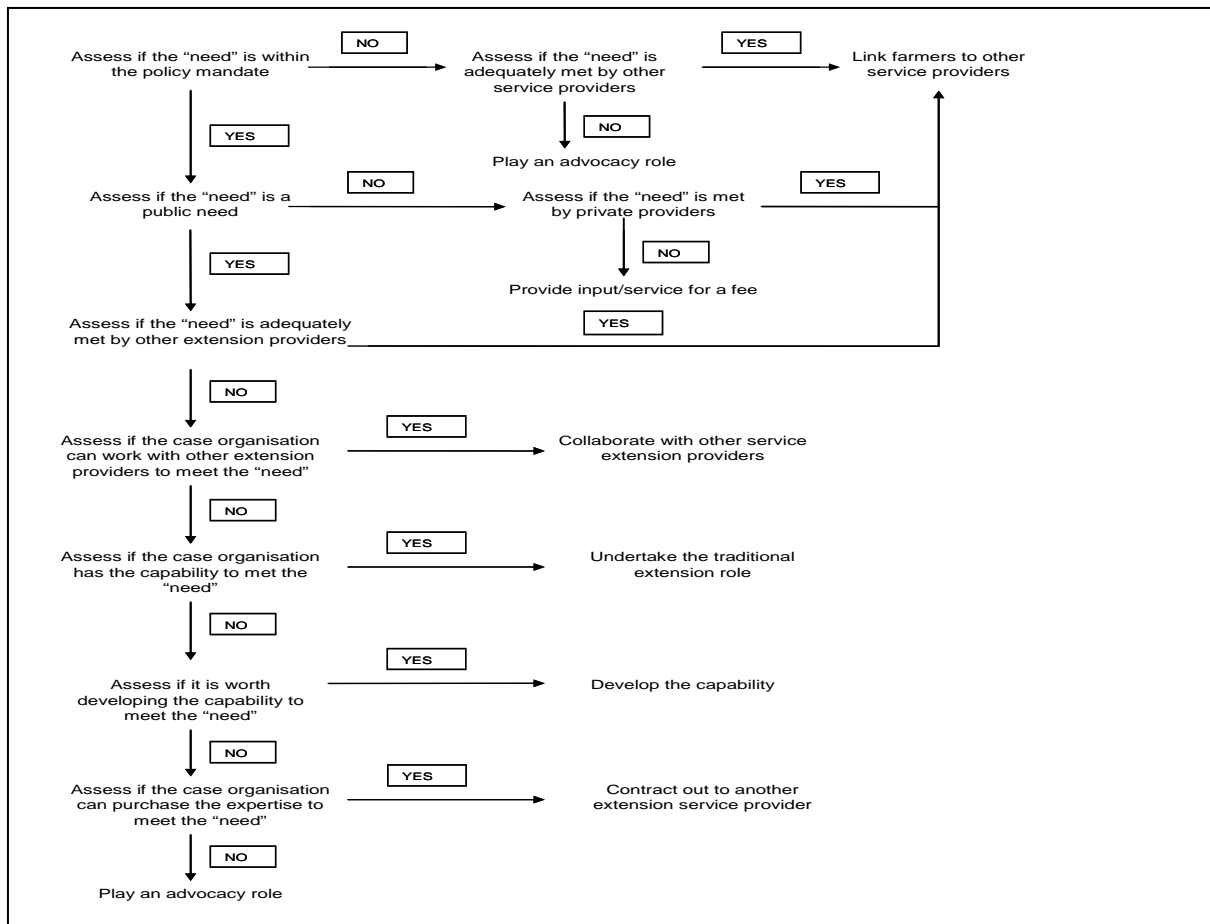 NO
YES
Assess if the “need” is within
the policy mandate
Assess if the “need” is
adequately met by other
service providers
Link farmers to other
service providers
YES
NO
Play an advocacy role
NO
YES
Assess if the “need” is a
public need
Assess if the “need” is met
by private providers
YES
NO
Provide input/service for a fee
Assess if the “need” is adequately
met by other extension providers
YES
NO
Assess if the case organisation
can work with other extension
providers to meet the “need”
YES
Collaborate with other service
extension providers
NO
Assess if the case organisation
has the capability to met the
“need”
YES
Undertake the traditional
extension role
NO
Assess if it is worth
developing the capability to
meet the “need”
YES
Develop the capability
NO
Assess if the case organisation
can purchase the expertise to
meet the “need”
YES
Contract out to another
extension service provider
NO
Play an advocacy role